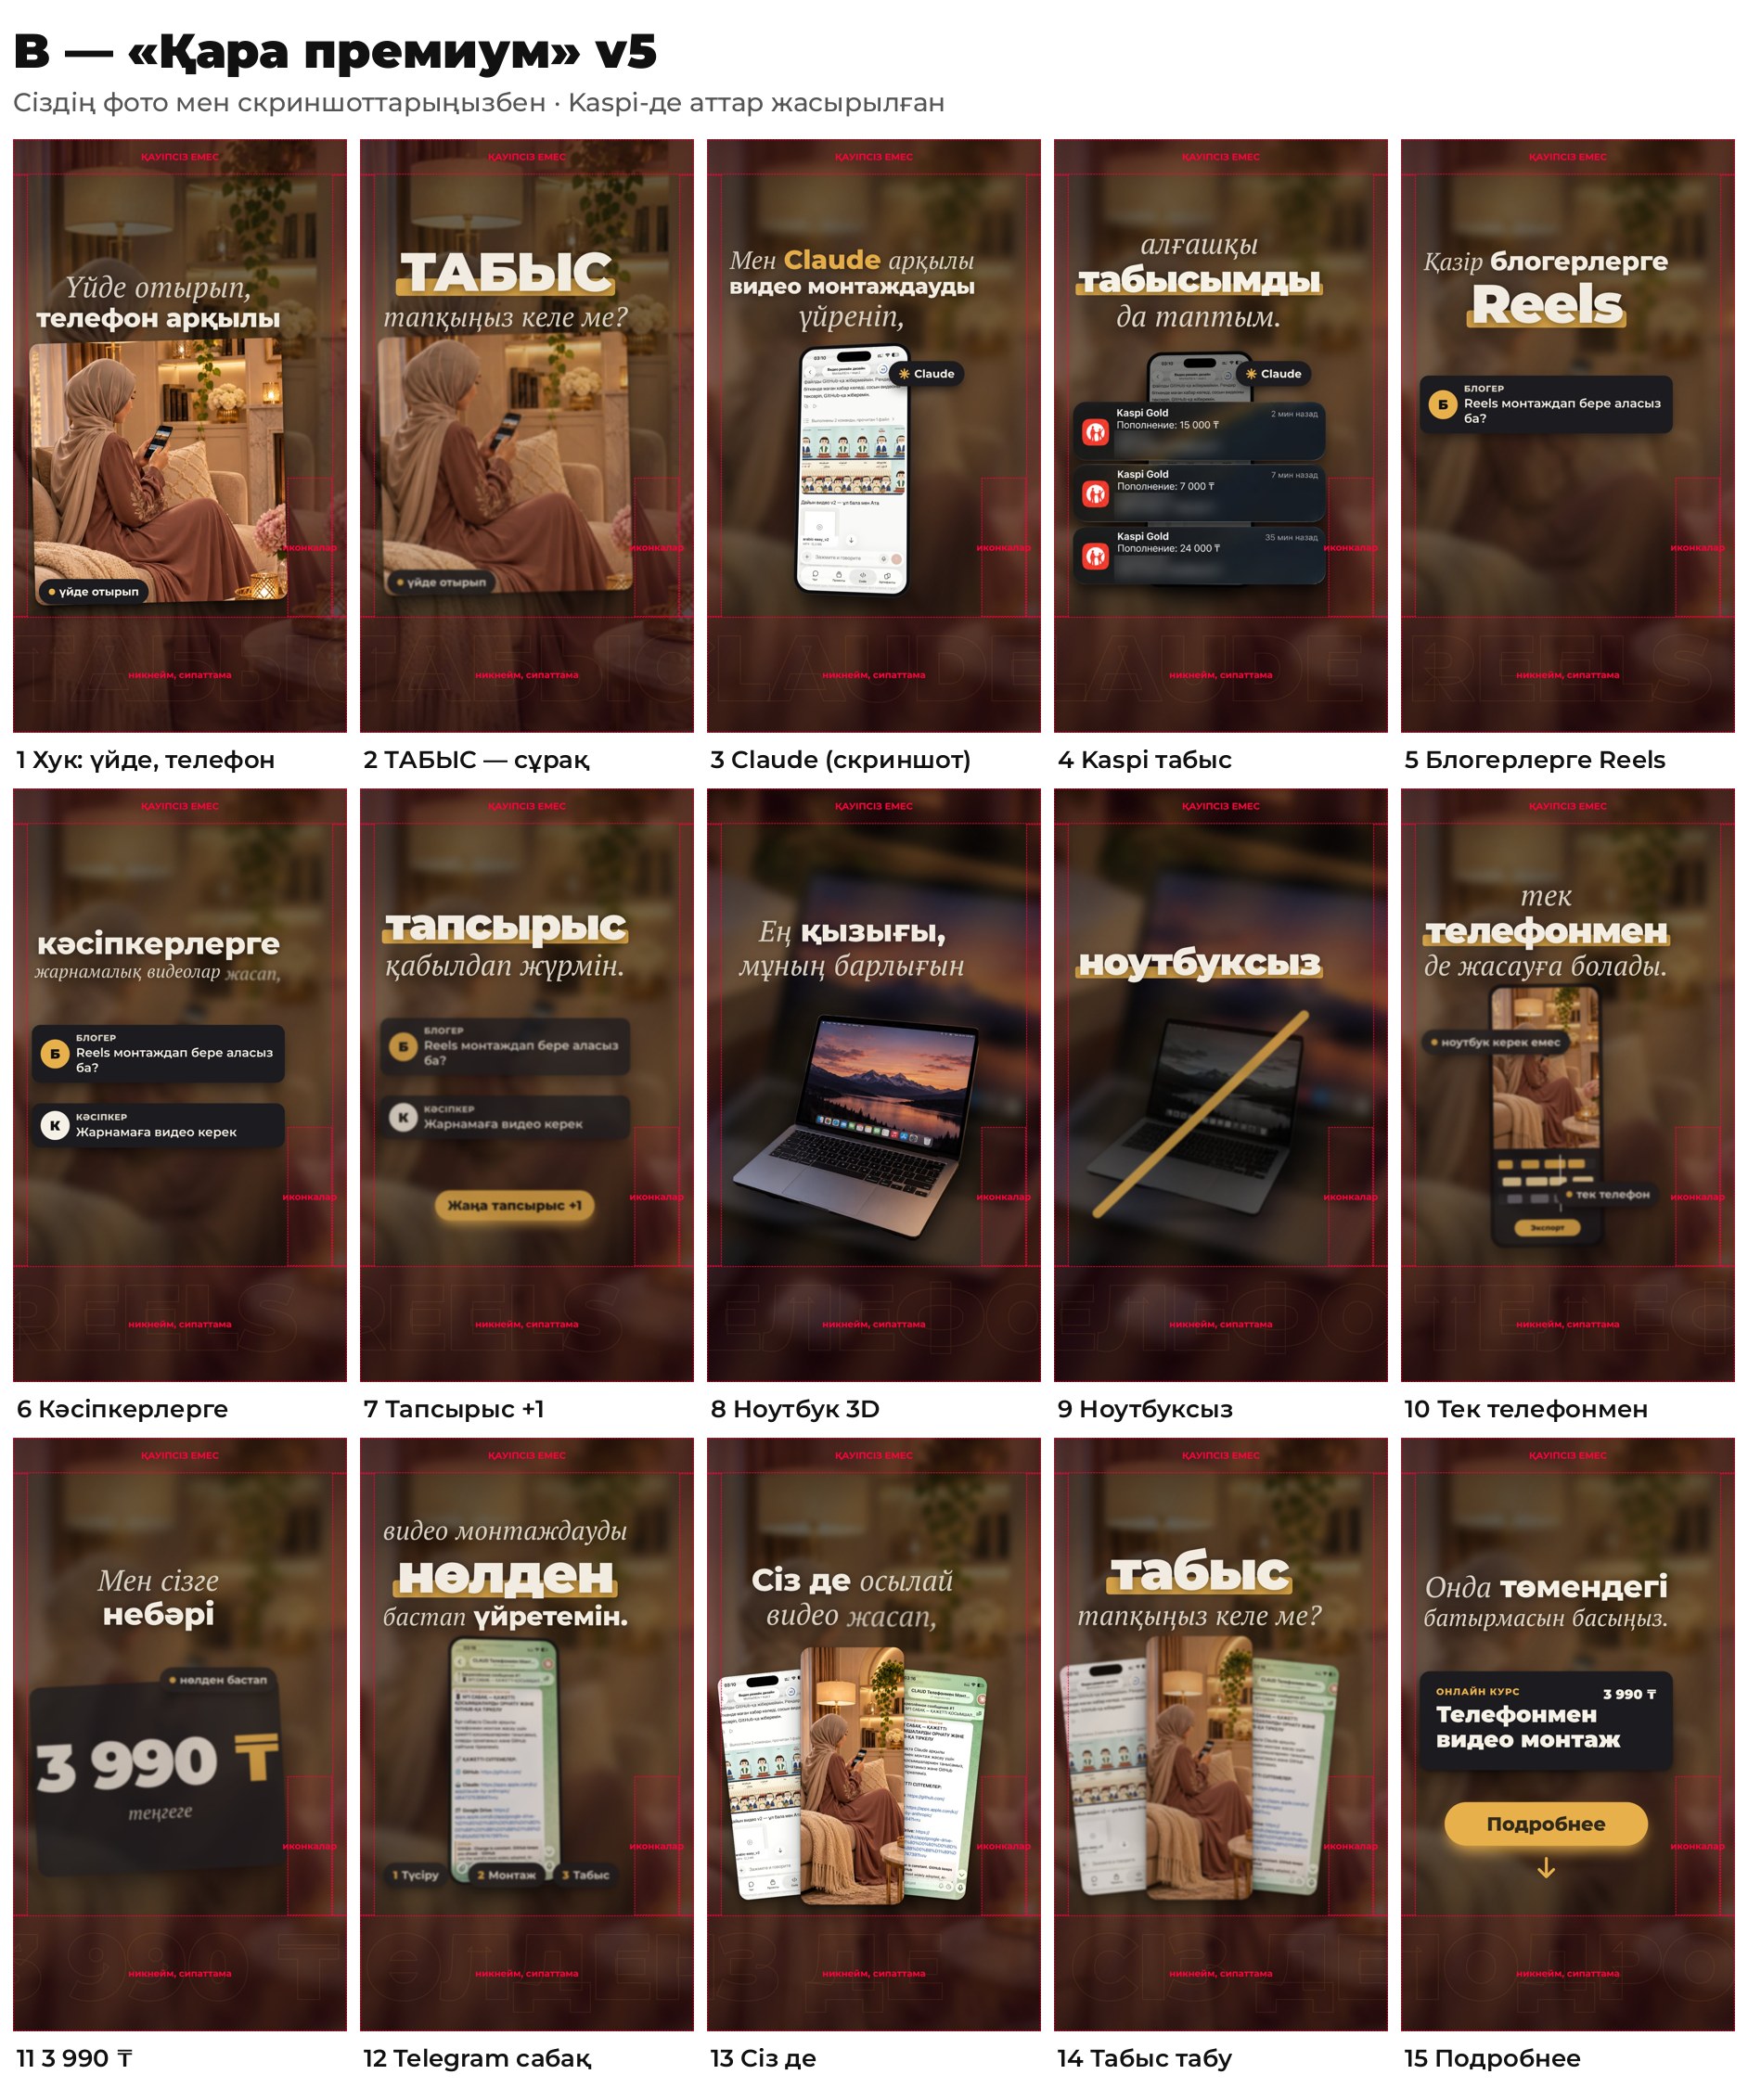 B — «Қара премиум» v5
Сіздің фото мен скриншоттарыңызбен · Kaspi-де аттар жасырылған
ҚАУІПСІЗ ЕМЕС
Үйде отырып,
телефон арқылы
үйде отырып
иконкалар
никнейм, сипаттама
1 Хук: үйде, телефон
ҚАУІПСІЗ ЕМЕС
ТАБЫС
тапқыңыз келе ме?
үйде отырып
иконкалар
никнейм, сипаттама
2 ТАБЫС — сұрақ
ҚАУІПСІЗ ЕМЕС
Мен Claude арқылы
видео монтаждауды
үйреніп,
03:10
Claude
иконкалар
никнейм, сипаттама
3 Claude (скриншот)
ҚАУІПСІЗ ЕМЕС
алғашқы
табысымды
да таптым.
Claude
Kaspi Gold
2 мин назад
Пополнение: 15 000 ₸
Kaspi Gold
7 мин назад
Пополнение: 7 000 ₸
Kaspi Gold
35 мин назад
Пополнение: 24 000 ₸
иконкалар
никнейм, сипаттама
4 Kaspi табыс
ҚАУІПСІЗ ЕМЕС
Қазір блогерлерге
Reels
Б
БЛОГЕР
Reels монтаждап бере аласыз
ба?
иконкалар
REELS
никнейм, сипаттама
5 Блогерлерге Reels
ҚАУІПСІЗ ЕМЕС
кәсіпкерлерге
жарнамалық видеолар жасап,
Б
БЛОГЕР
Reels монтаждап бере аласыз
ба?
К
КӘСІПКЕР
Жарнамаға видео керек
иконкалар
REELS
никнейм, сипаттама
6 Кәсіпкерлерге
ҚАУІПСІЗ ЕМЕС
тапсырыс
қабылдап жүрмін.
Б
БЛОГЕР
Reels монтаждап бере аласыз
ба?
К
КӘСІПКЕР
Жарнамаға видео керек
Жаңа тапсырыс +1
иконкалар
никнейм, сипаттама
7 Тапсырыс +1
ҚАУІПСІЗ ЕМЕС
Ең қызығы,
мұның барлығын
иконкалар
никнейм, сипаттама
8 Ноутбук 3D
ҚАУІПСІЗ ЕМЕС
ноутбуксыз
иконкалар
никнейм, сипаттама
9 Ноутбуксыз
ҚАУІПСІЗ ЕМЕС
тек
телефонмен
де жасауға болады.
ноутбук керек емес
тек телефон
Экспорт
иконкалар
никнейм, сипаттама
10 Тек телефонмен
ҚАУІПСІЗ ЕМЕС
Мен сізге
небәрі
нөлден бастап
3 990 ₸
теңгеге
иконкалар
3 990 ₸
никнейм, сипаттама
11 3 990 ₸
ҚАУІПСІЗ ЕМЕС
видео монтаждауды
нөлден
бастап үйретемін.
1 Түсіру
2 Монтаж
3 Табыс
иконкалар
никнейм, сипаттама
12 Telegram сабақ
ҚАУІПСІЗ ЕМЕС
Сіз де осылай
видео жасап,
иконкалар
никнейм, сипаттама
13 Сіз де
ҚАУІПСІЗ ЕМЕС
табыс
тапқыңыз келе ме?
иконкалар
СІЗ ДЕ
никнейм, сипаттама
14 Табыс табу
ҚАУІПСІЗ ЕМЕС
Онда төмендегі
батырмасын басыңыз.
ОНЛАЙН КУРС
3 990 ₸
Телефонмен
видео монтаж
Подробнее
иконкалар
никнейм, сипаттама
15 Подробнее